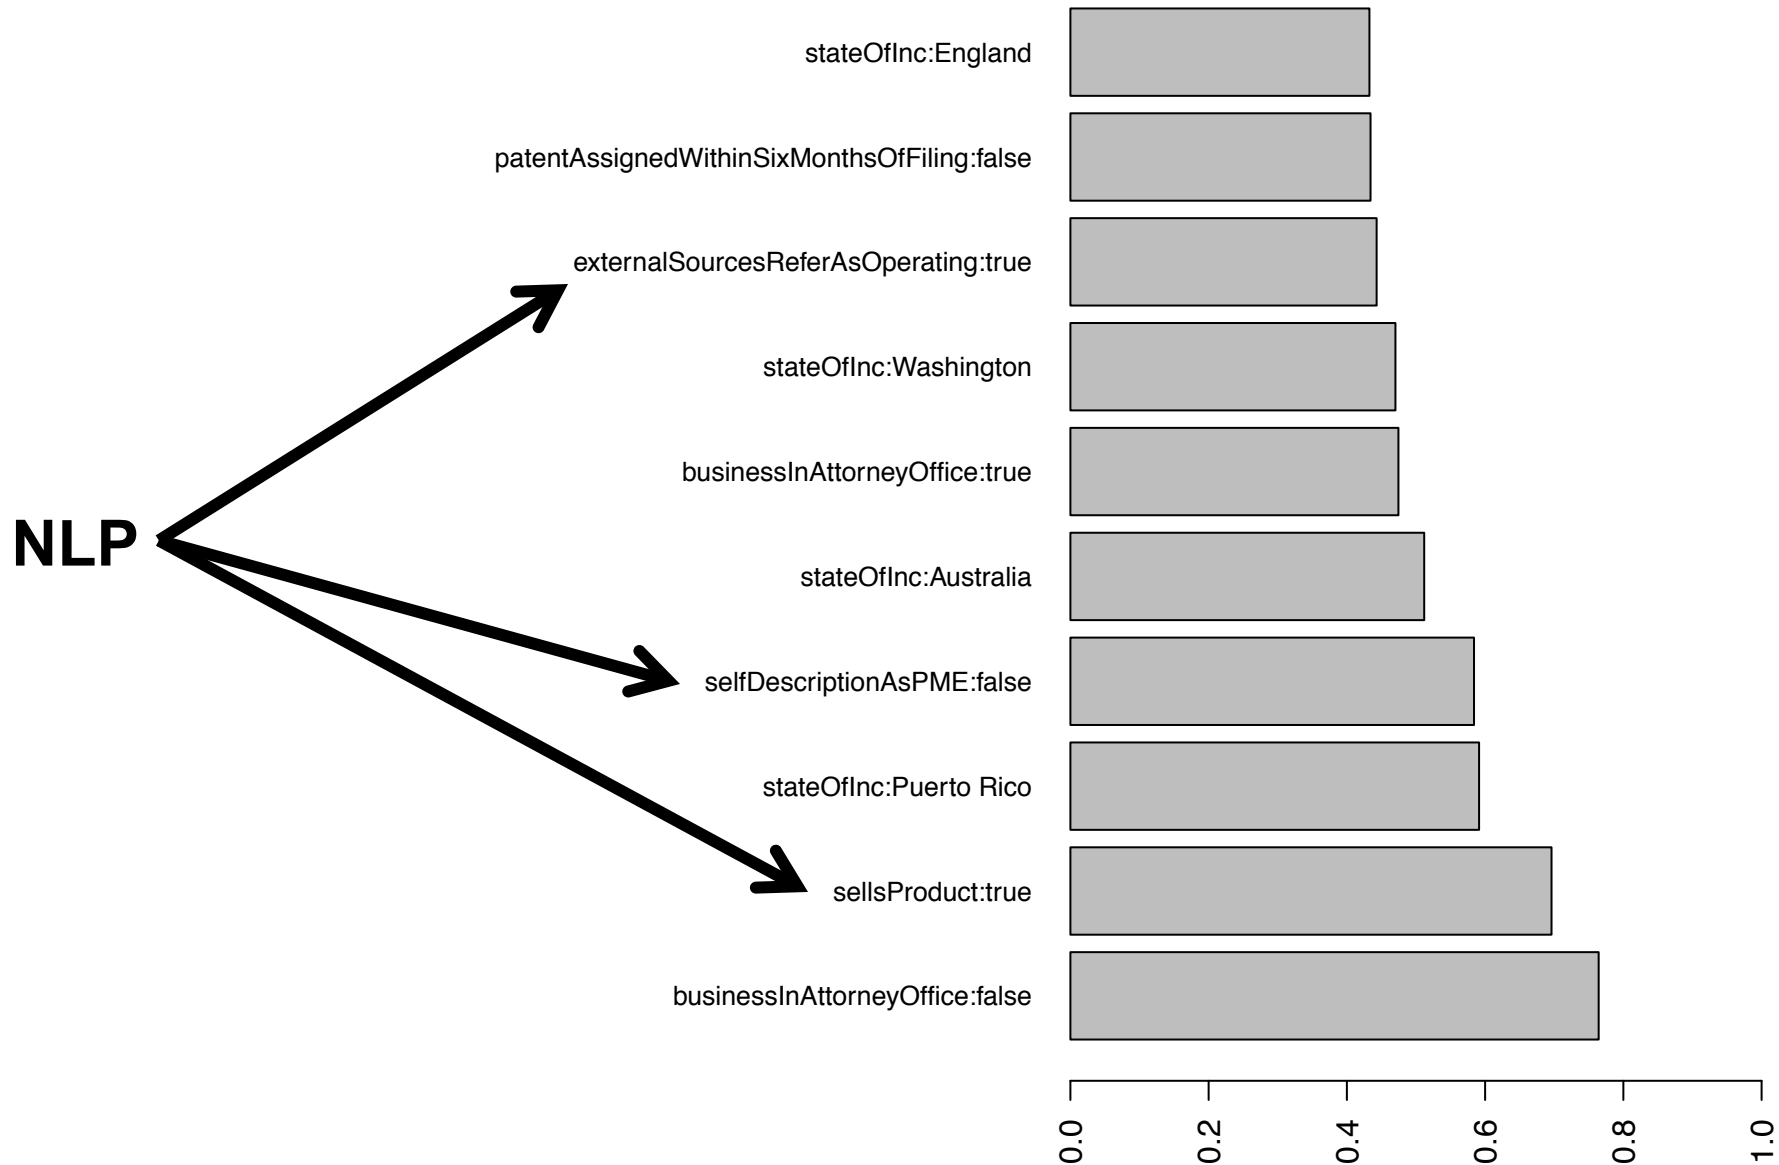 stateOfInc:England
patentAssignedWithinSixMonthsOfFiling:false
externalSourcesReferAsOperating:true
stateOfInc:Washington
businessInAttorneyOffice:true
NLP
stateOfInc:Australia
selfDescriptionAsPME:false
stateOfInc:Puerto Rico
sellsProduct:true
businessInAttorneyOffice:false
0.0 0.2 0.4 0.6 0.8 1.0